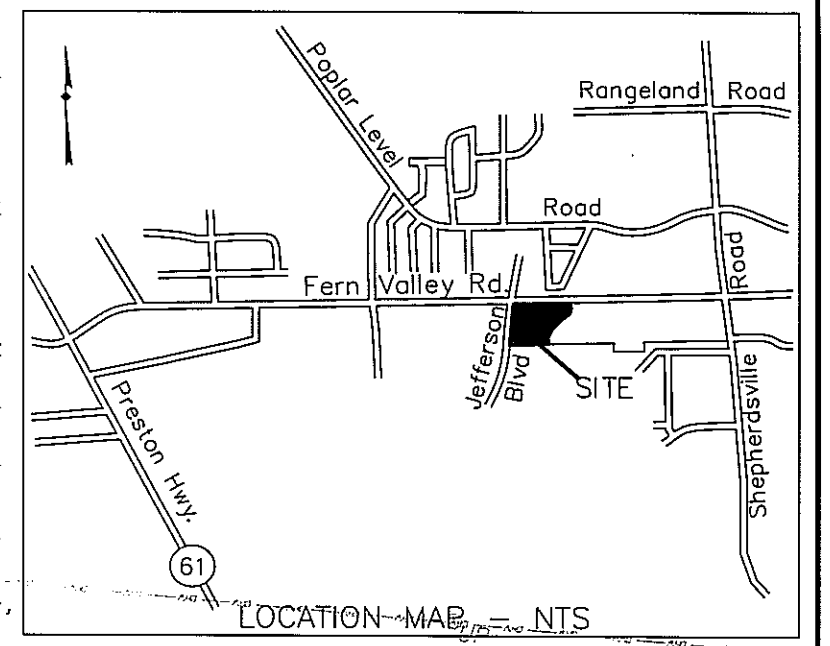 Poplar Level
Rangeland Road
Road
Fern Valley Rd.
Road
Jefferson
Blvd
SITE
Shepherdsville
Preston Hwy.
61
LOCATION MAP - NTS